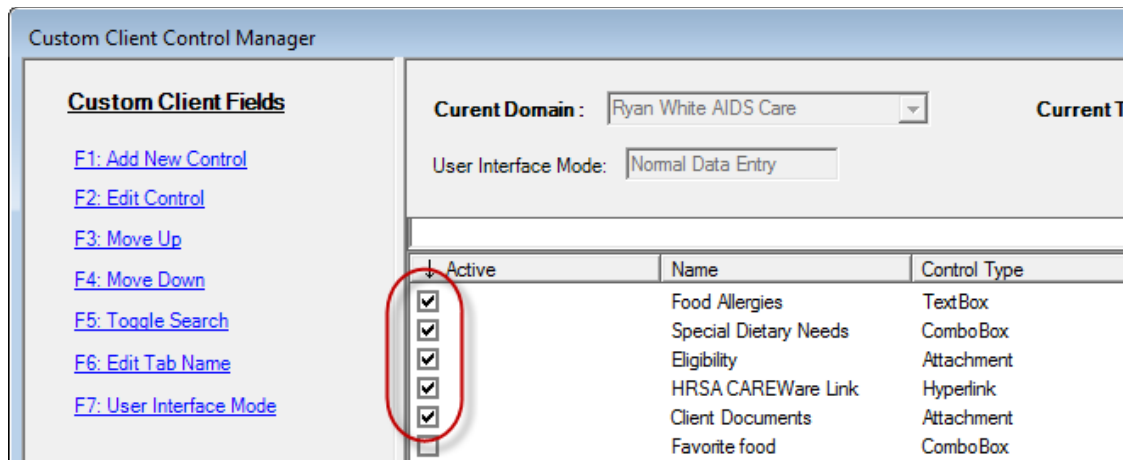 Custom Client Control Manager
Custom Client Fields
F1: Add New Control
F2: Edit Control
F3: Move Up
F4: Move Down
F5: Toggle Search
F6: Edit Tab Name
F7: User Interface Mode
Curent Domain : Ryan White AIDS Care Current T
User Interface Mode: Normal Data Entry
↓ Active Name Control Type
Food Allergies TextBox
Special Dietary Needs ComboBox
Eligibility Attachment
HRSA CAREWare Link Hyperlink
Client Documents Attachment
Favorite food ComboBox